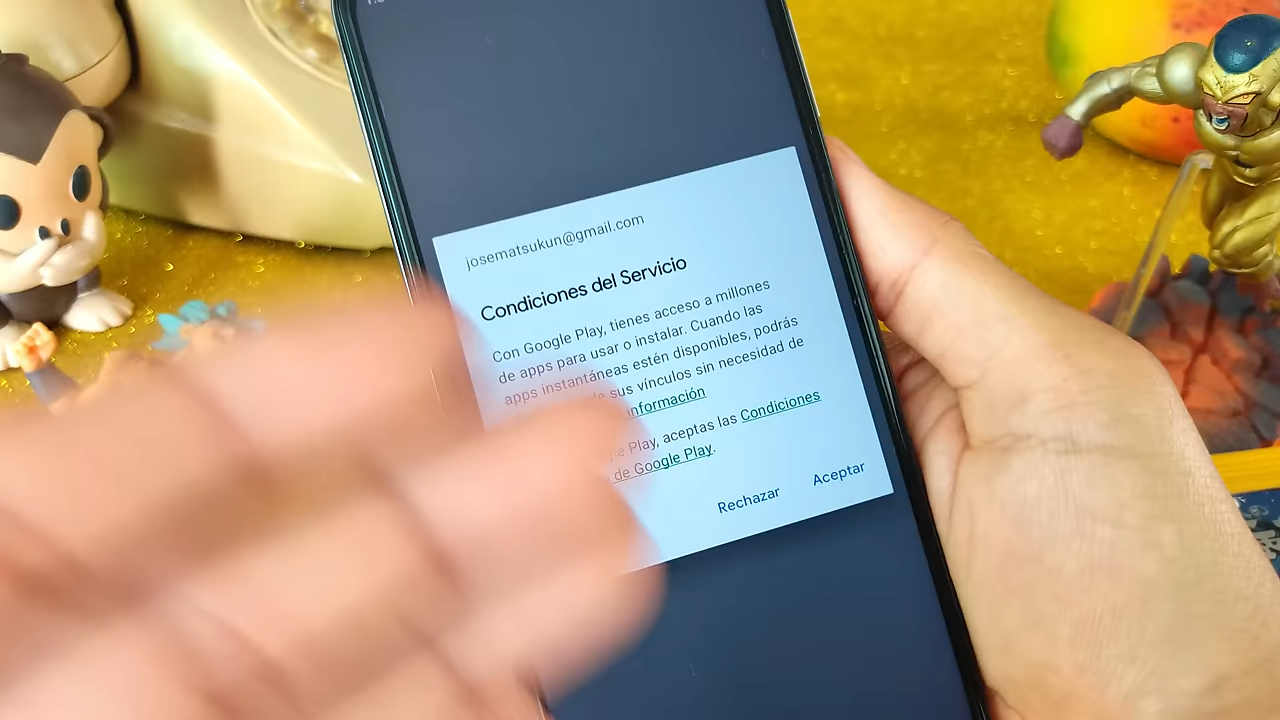 josematsukun@gmail.com
Condiciones del Servicio
Con Google Play, tienes acceso a millones
de apps para usar o instalar. Cuando las
apps instantáneas estén disponibles, podrás
sus vínculos sin necesidad de
información
Play, aceptas las Condiciones
de Google Play.
Rechazar Aceptar